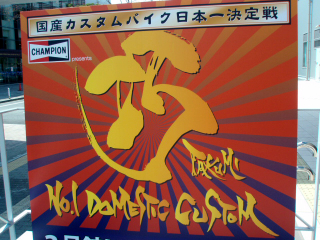 国産カスタムバイク日本一決定戦
CHAMPION
presents
TAKUMI
No.1 DOMESTIC CUSTOM